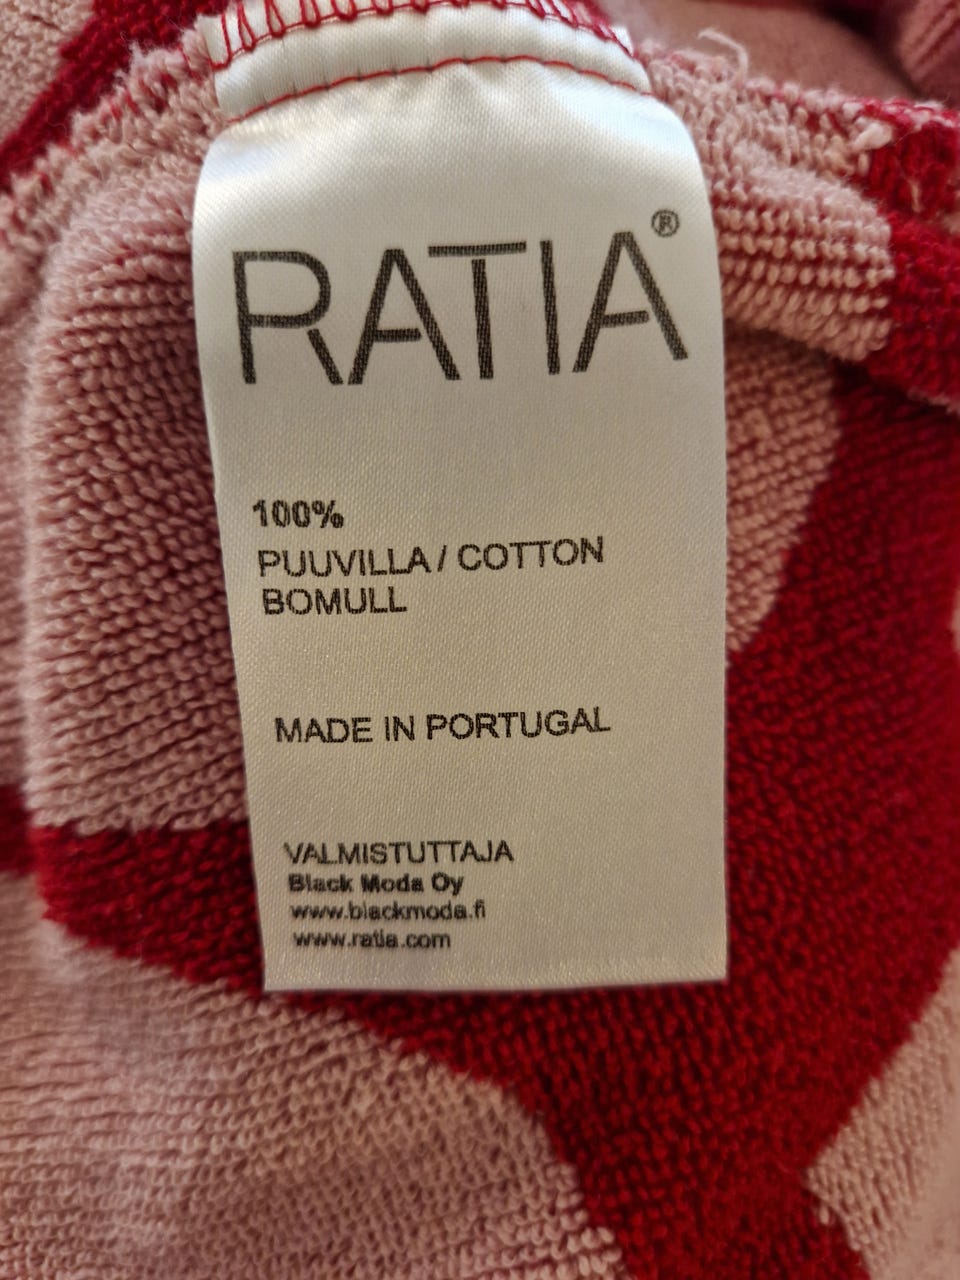 RATIA®
100%
PUUVILLA / COTTON
BOMULL
MADE IN PORTUGAL
VALMISTUTTAJA
Black Moda Oy
www.blackmoda.fi
www.ratia.com